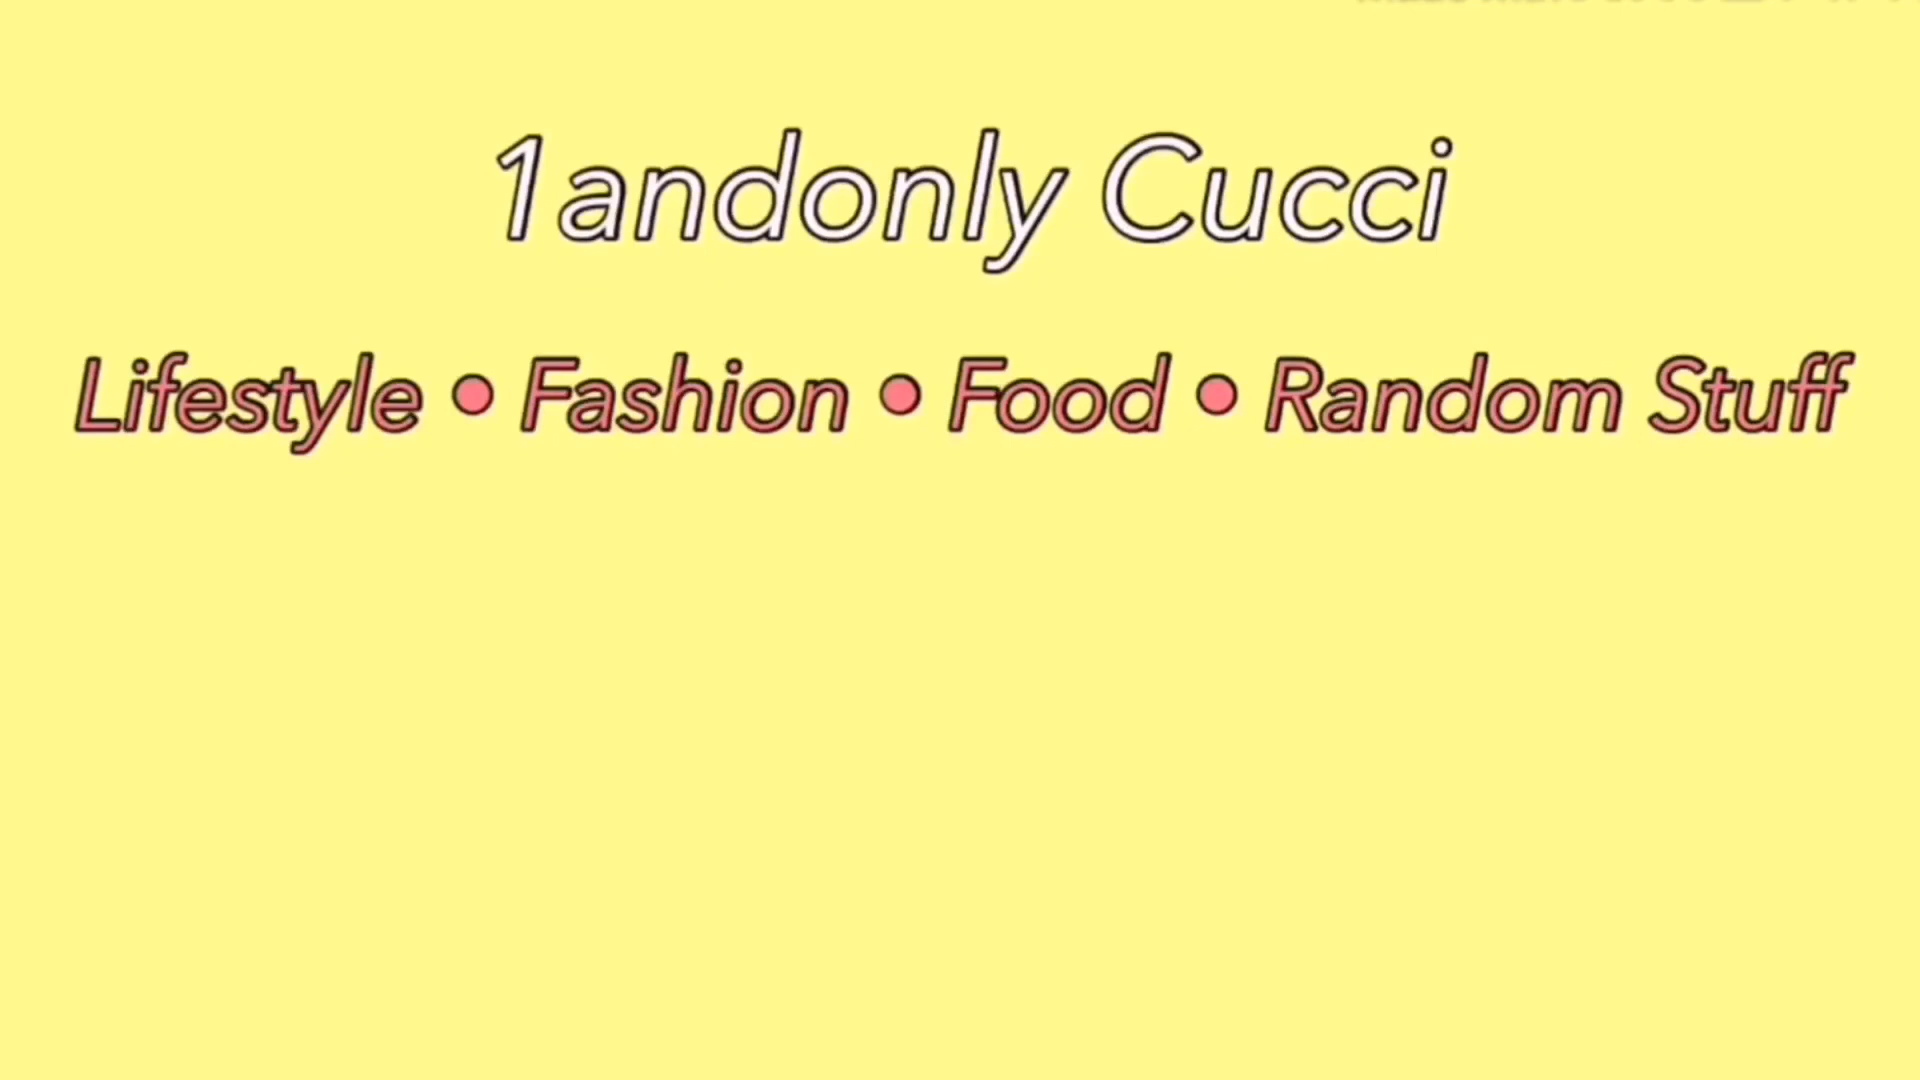 1andonly Cucci
Lifestyle • Fashion • Food • Random Stuff